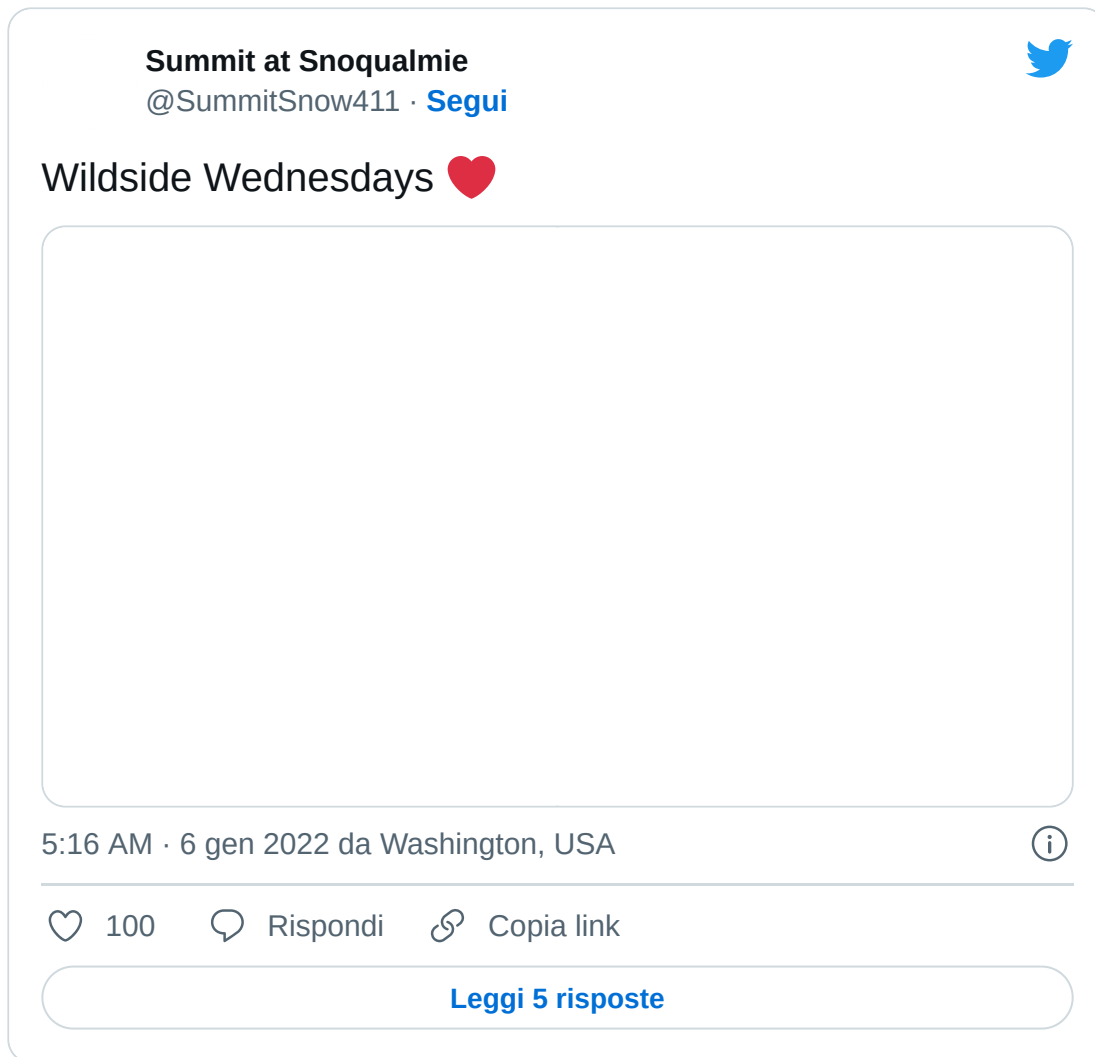 Summit at Snoqualmie
@SummitSnow411 · Segui
Wildside Wednesdays ❤️
5:16 AM · 6 gen 2022 da Washington, USA
100 Rispondi Copia link
Leggi 5 risposte